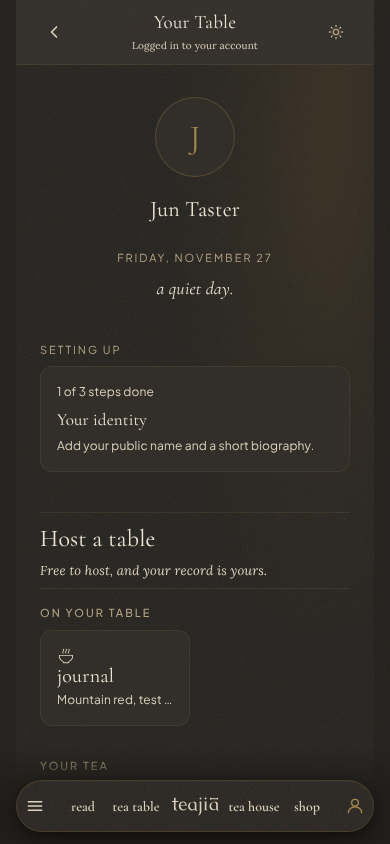 Your Table
Logged in to your account
J
Jun Taster
FRIDAY, NOVEMBER 27
a quiet day.
SETTING UP
1 of 3 steps done
Your identity
Add your public name and a short biography.
Host a table
Free to host, and your record is yours.
ON YOUR TABLE
journal
Mountain red, test ...
YOUR TEA
read tea table teajiā tea house shop